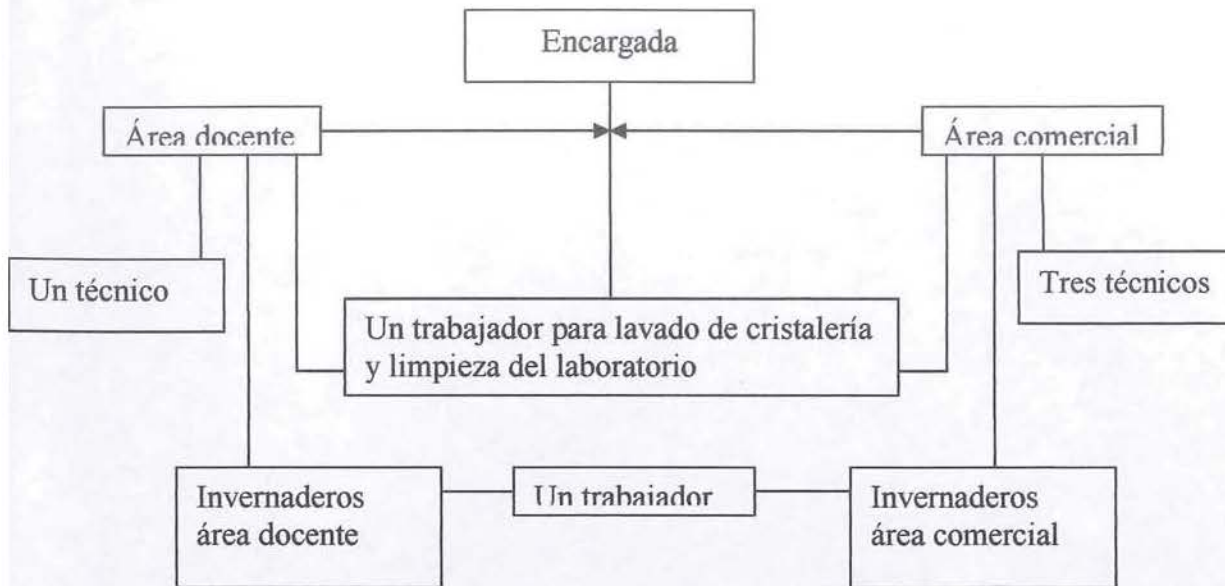 Encargada
Área docente
Área comercial
Un técnico
Tres técnicos
Un trabajador para lavado de cristalería
y limpieza del laboratorio
Invernaderos
área docente
Un trabajador
Invernaderos
área comercial